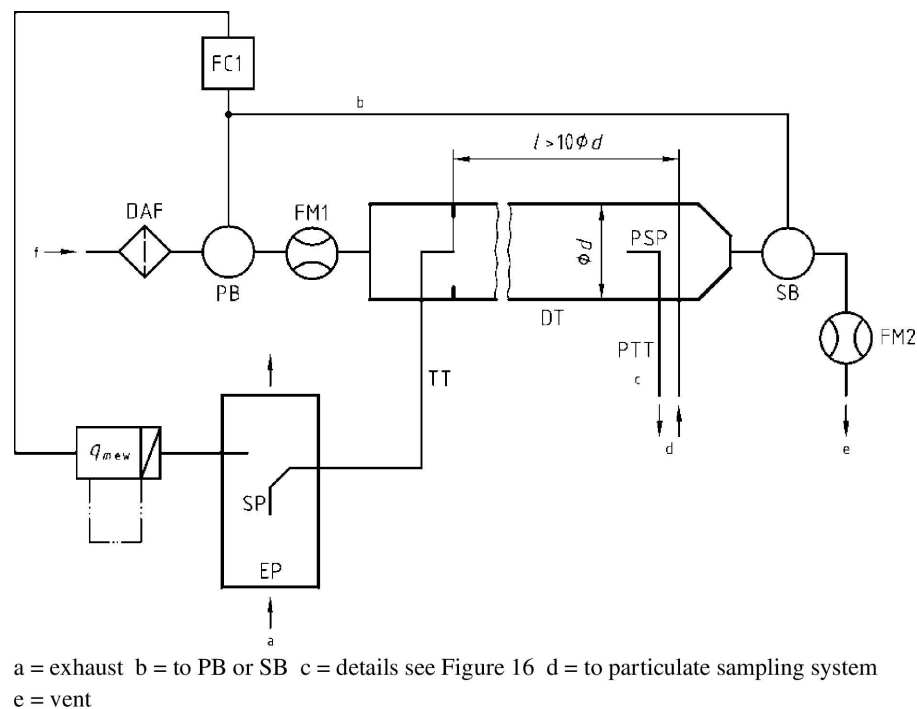 FC1
b
l >10 Φ d
DAF
FM1
f
PB
Φ d
PSP
SB
DT
FM2
PTT
TT
c
d
e
q mew
SP
EP
a
a = exhaust b = to PB or SB c = details see Figure 16 d = to particulate sampling system
e = vent